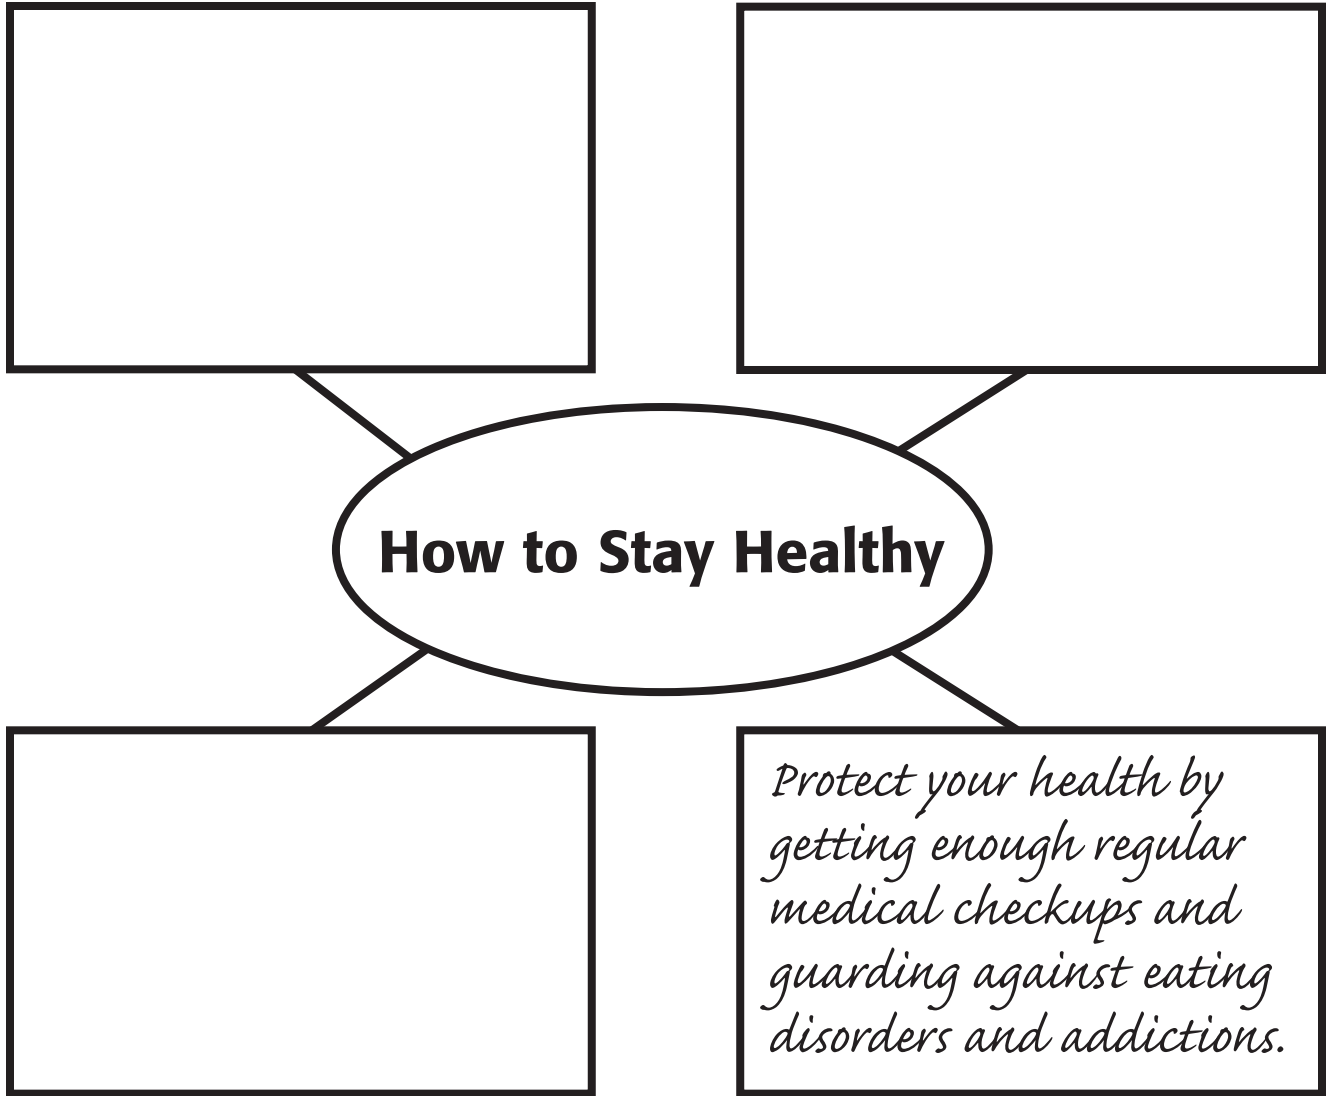 How to Stay Healthy
Protect your health by
getting enough regular
medical checkups and
guarding against eating
disorders and addictions.